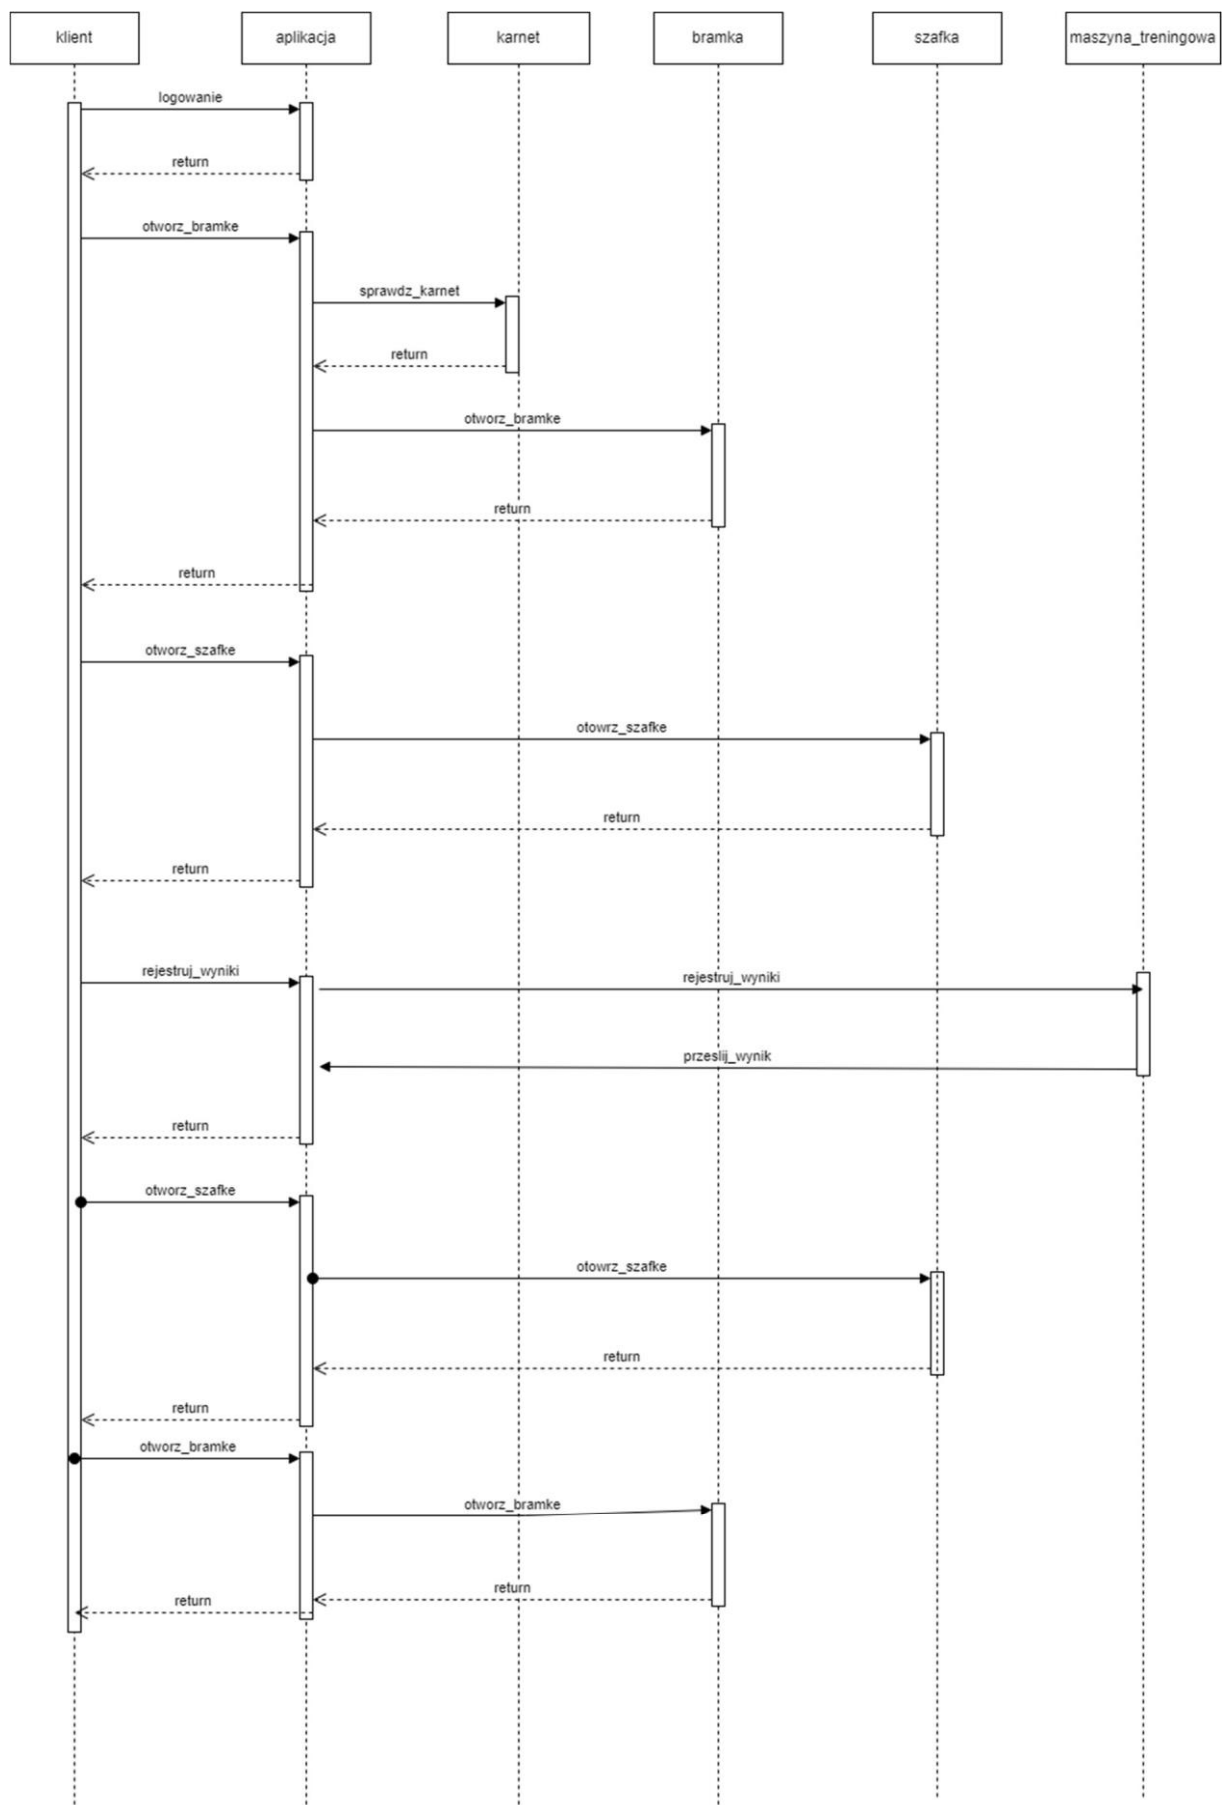 klient
aplikacja
karnet
bramka
szafka
maszyna_treningowa
logowanie
return
otworz_bramke
sprawdz_karnet
return
otworz_bramke
return
return
otworz_szafke
otowrz_szafke
return
return
rejestruj_wyniki
rejestruj_wyniki
przeslij_wynik
return
otworz_szafke
otowrz_szafke
return
return
otworz_bramke
otworz_bramke
return
return